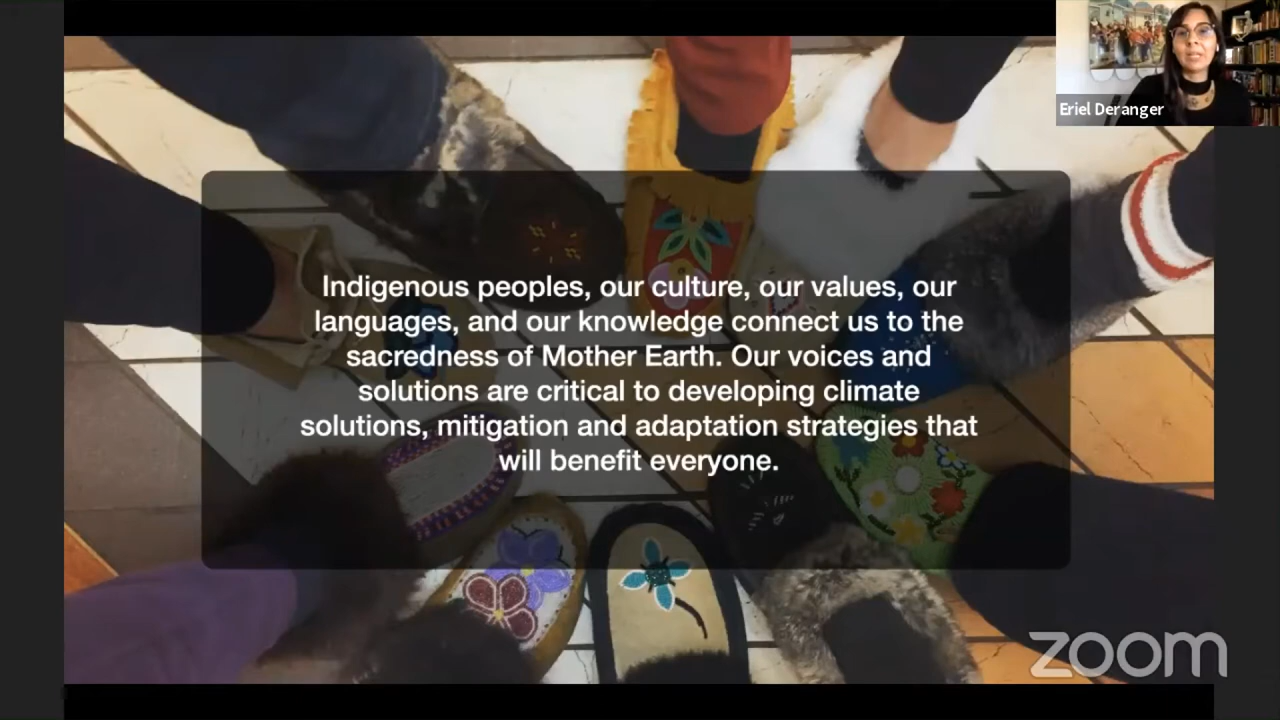 Eriel Deranger
Indigenous peoples, our culture, our values, our
languages, and our knowledge connect us to the
sacredness of Mother Earth. Our voices and
solutions are critical to developing climate
solutions, mitigation and adaptation strategies that
will benefit everyone.
zoom